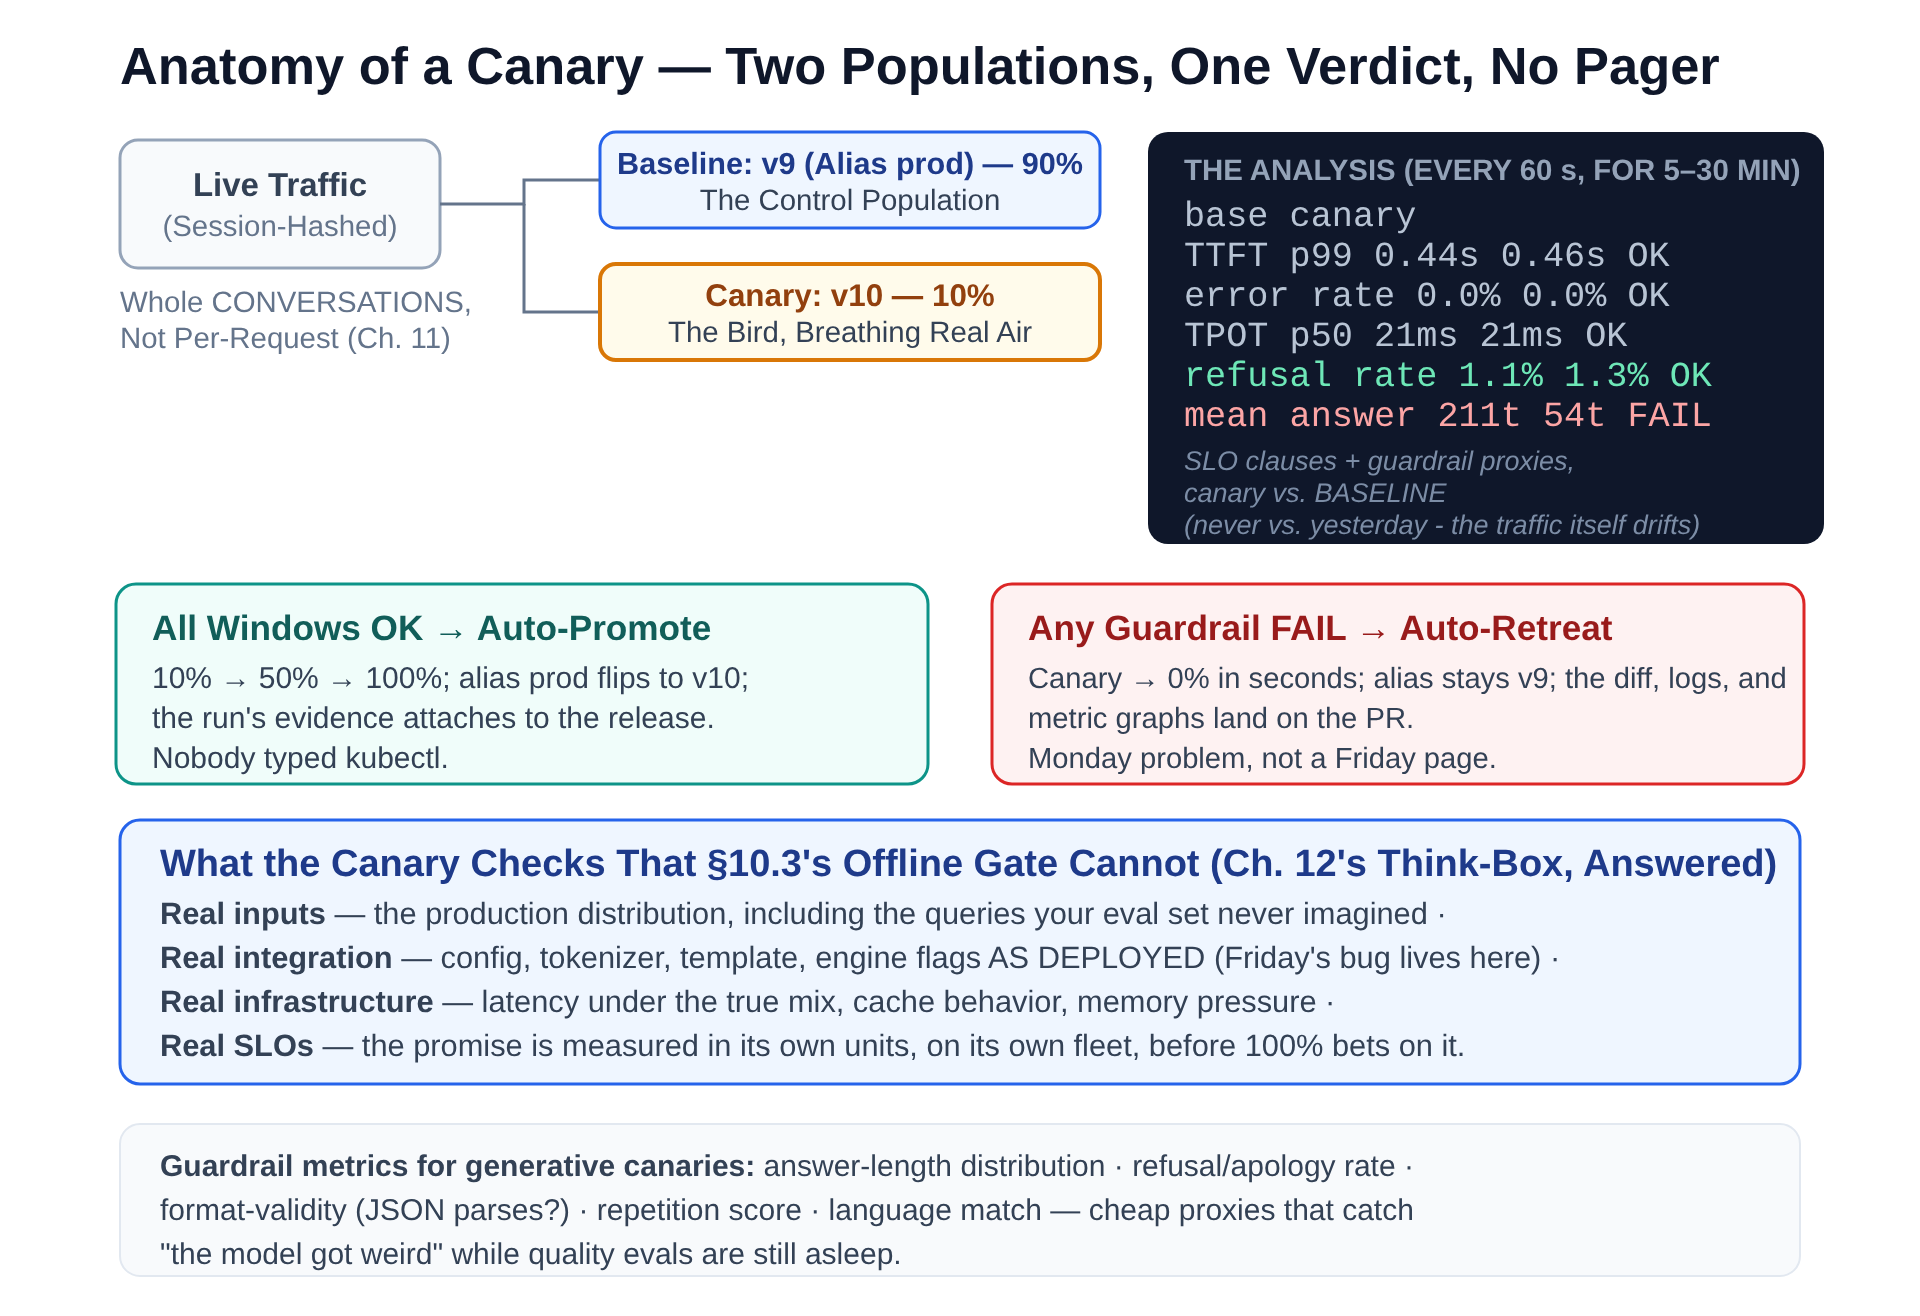 Anatomy of a Canary — Two Populations, One Verdict, No Pager
Live Traffic
(Session-Hashed)
Whole CONVERSATIONS,
Not Per-Request (Ch. 11)
Baseline: v9 (Alias prod) — 90%
The Control Population
Canary: v10 — 10%
The Bird, Breathing Real Air
THE ANALYSIS (EVERY 60 s, FOR 5–30 MIN)
base canary
TTFT p99 0.44s 0.46s OK
error rate 0.0% 0.0% OK
TPOT p50 21ms 21ms OK
refusal rate 1.1% 1.3% OK
mean answer 211t 54t FAIL
SLO clauses + guardrail proxies,
canary vs. BASELINE
(never vs. yesterday - the traffic itself drifts)
All Windows OK → Auto-Promote
10% → 50% → 100%; alias prod flips to v10;
the run's evidence attaches to the release.
Nobody typed kubectl.
Any Guardrail FAIL → Auto-Retreat
Canary → 0% in seconds; alias stays v9; the diff, logs, and
metric graphs land on the PR.
Monday problem, not a Friday page.
What the Canary Checks That §10.3's Offline Gate Cannot (Ch. 12's Think-Box, Answered)
Real inputs — the production distribution, including the queries your eval set never imagined ·
Real integration — config, tokenizer, template, engine flags AS DEPLOYED (Friday's bug lives here) ·
Real infrastructure — latency under the true mix, cache behavior, memory pressure ·
Real SLOs — the promise is measured in its own units, on its own fleet, before 100% bets on it.
Guardrail metrics for generative canaries: answer-length distribution · refusal/apology rate ·
format-validity (JSON parses?) · repetition score · language match — cheap proxies that catch
"the model got weird" while quality evals are still asleep.